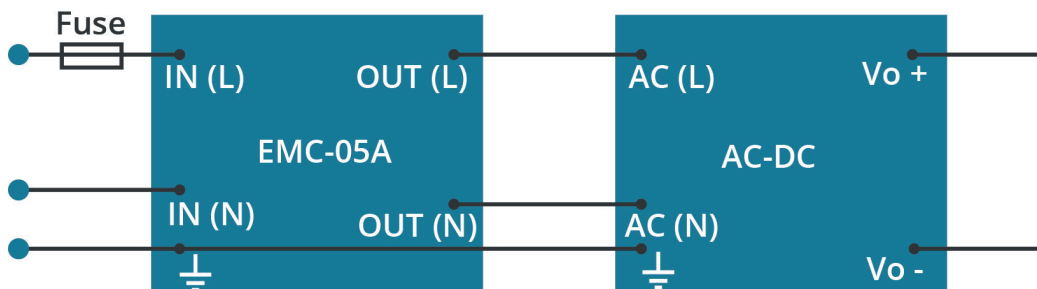 Fuse
IN (L)
OUT (L)
AC (L)
Vo +
EMC-05A
AC-DC
IN (N)
OUT (N)
AC (N)
Vo -